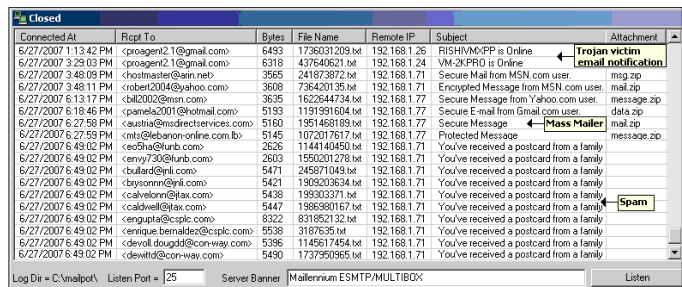 Closed
Connected At Rcpt To Bytes File Name Remote IP Subject Attachment
6/27/2007 1:13:42 PM <proagent2.1@gmail.com> 6493 1736031209.txt 192.168.1.26 RISHIVMXPP is Online
6/27/2007 3:29:03 PM <proagent2.1@gmail.com> 6318 437640621.txt 192.168.1.24 VM-2KPRO is Online
Trojan victim
email notification
6/27/2007 3:48:09 PM <hostmaster@arin.net> 3565 241873872.txt 192.168.1.71 Secure Mail from MSN.com user. msg.zip
6/27/2007 3:48:11 PM <robert2004@yahoo.com> 3608 736420135.txt 192.168.1.71 Encrypted Message from MSN.com user. mail.zip
6/27/2007 6:13:17 PM <bill2002@msn.com> 3635 1622644734.txt 192.168.1.77 Secure Message from Yahoo.com user. message.zip
6/27/2007 6:18:46 PM <pamela2001@hotmail.com> 5193 1191991604.txt 192.168.1.77 Secure E-mail from Gmail.com user. data.zip
6/27/2007 6:27:58 PM <austria@msdirectservices.com> 5160 1951468189.txt 192.168.1.77 Secure Message Mass Mailer mail.zip
6/27/2007 6:27:59 PM <mts@lebanon-online.com.lb> 5145 1072017617.txt 192.168.1.77 Protected Message message.zip
6/27/2007 6:49:02 PM <eo5ha@funb.com> 2626 1144140450.txt 192.168.1.71 You've received a postcard from a family
6/27/2007 6:49:02 PM <envy730@funb.com> 2603 1550201278.txt 192.168.1.71 You've received a postcard from a family
6/27/2007 6:49:02 PM <bullard@jnli.com> 5471 245871049.txt 192.168.1.71 You've received a postcard from a family
6/27/2007 6:49:02 PM <brysonnn@jnli.com> 5421 1909203634.txt 192.168.1.71 You've received a postcard from a family
6/27/2007 6:49:02 PM <calvelonn@jtax.com> 5438 199303371.txt 192.168.1.71 You've received a postcard from a family
6/27/2007 6:49:02 PM <caldwell@jtax.com> 5447 1986980167.txt 192.168.1.71 You've received a postcard from a family
Spam
6/27/2007 6:49:02 PM <engupta@csplc.com> 8322 831852132.txt 192.168.1.71 You've received a postcard from a family
6/27/2007 6:49:02 PM <enrique.bernaldez@csplc.com> 5538 3187635.txt 192.168.1.71 You've received a postcard from a family
6/27/2007 6:49:02 PM <devoll.dougdd@con-way.com> 5396 1145617454.txt 192.168.1.71 You've received a postcard from a family
6/27/2007 6:49:02 PM <dewittd@con-way.com> 5490 1737950965.txt 192.168.1.71 You've received a postcard from a family
Log Dir = C:\mailpot\ Listen Port = 25 Server Banner Maillennium ESMTP/MULTIBOX Listen